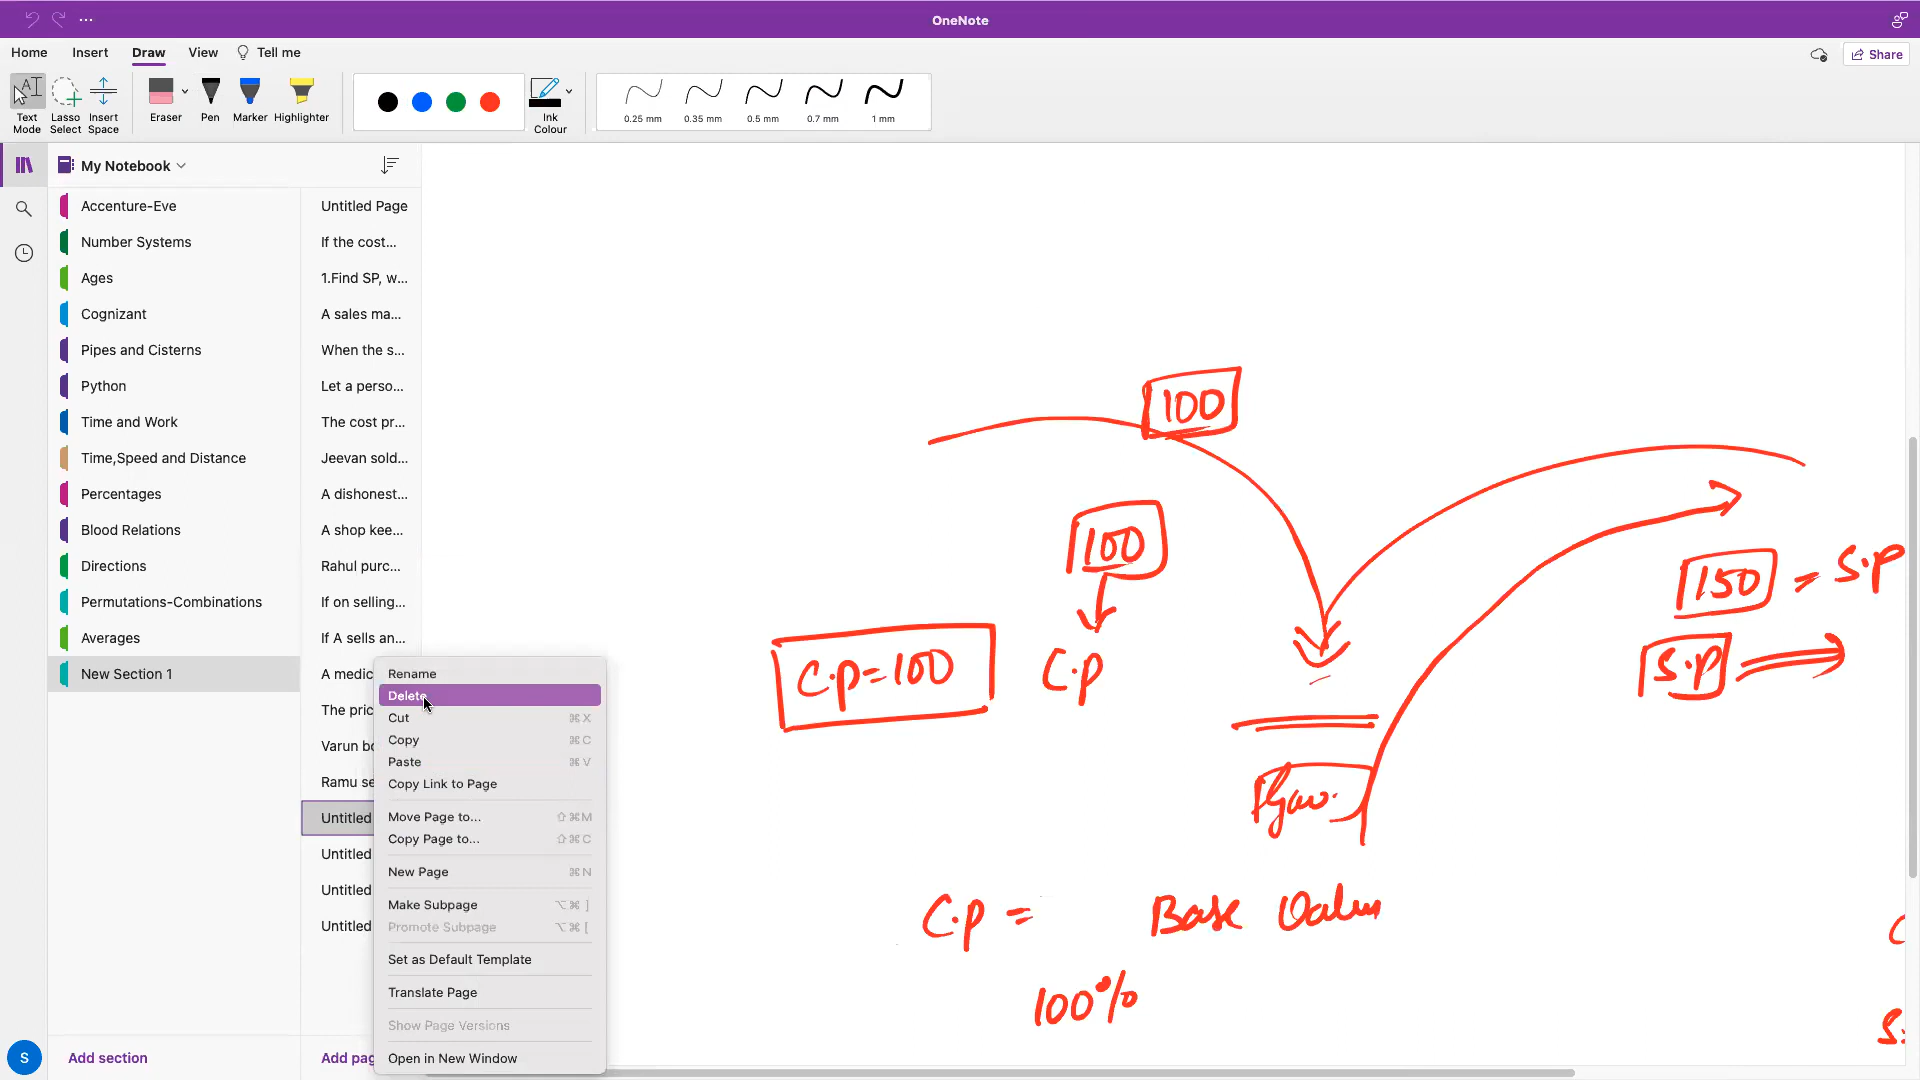 OneNote
Home Insert Draw View Tell me
Share
Text Mode
Lasso Select
Insert Space
Eraser
Pen
Marker
Highlighter
Ink Colour
0.25 mm
0.35 mm
0.5 mm
0.7 mm
1 mm
My Notebook
Accenture-Eve
Number Systems
Ages
Cognizant
Pipes and Cisterns
Python
Time and Work
Time,Speed and Distance
Percentages
Blood Relations
Directions
Permutations-Combinations
Averages
New Section 1
Add section
Untitled Page
If the cost...
1.Find SP, w...
A sales ma...
When the s...
Let a perso...
The cost pr...
Jeevan sold...
A dishonest...
A shop kee...
Rahul purc...
If on selling...
If A sells an...
A medic
The pric
Varun bo
Ramu se
Untitled
Untitled
Untitled
Untitled
Add pag
Rename
Delete
Cut ⌘X
Copy ⌘C
Paste ⌘V
Copy Link to Page
Move Page to... ⇧⌘M
Copy Page to... ⇧⌘C
New Page ⌘N
Make Subpage ⌥⌘]
Promote Subpage ⌥⌘[
Set as Default Template
Translate Page
Show Page Versions
Open in New Window
S
100
100
150 = S.P
C.P=100 C.P
S.P
C.P = Base Value
100%